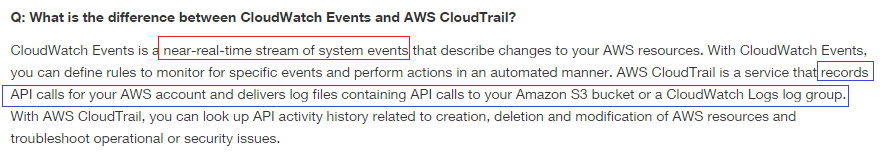 Q: What is the difference between CloudWatch Events and AWS CloudTrail?
CloudWatch Events is a near-real-time stream of system events that describe changes to your AWS resources. With CloudWatch Events,
you can define rules to monitor for specific events and perform actions in an automated manner. AWS CloudTrail is a service that records
API calls for your AWS account and delivers log files containing API calls to your Amazon S3 bucket or a CloudWatch Logs log group.
With AWS CloudTrail, you can look up API activity history related to creation, deletion and modification of AWS resources and
troubleshoot operational or security issues.